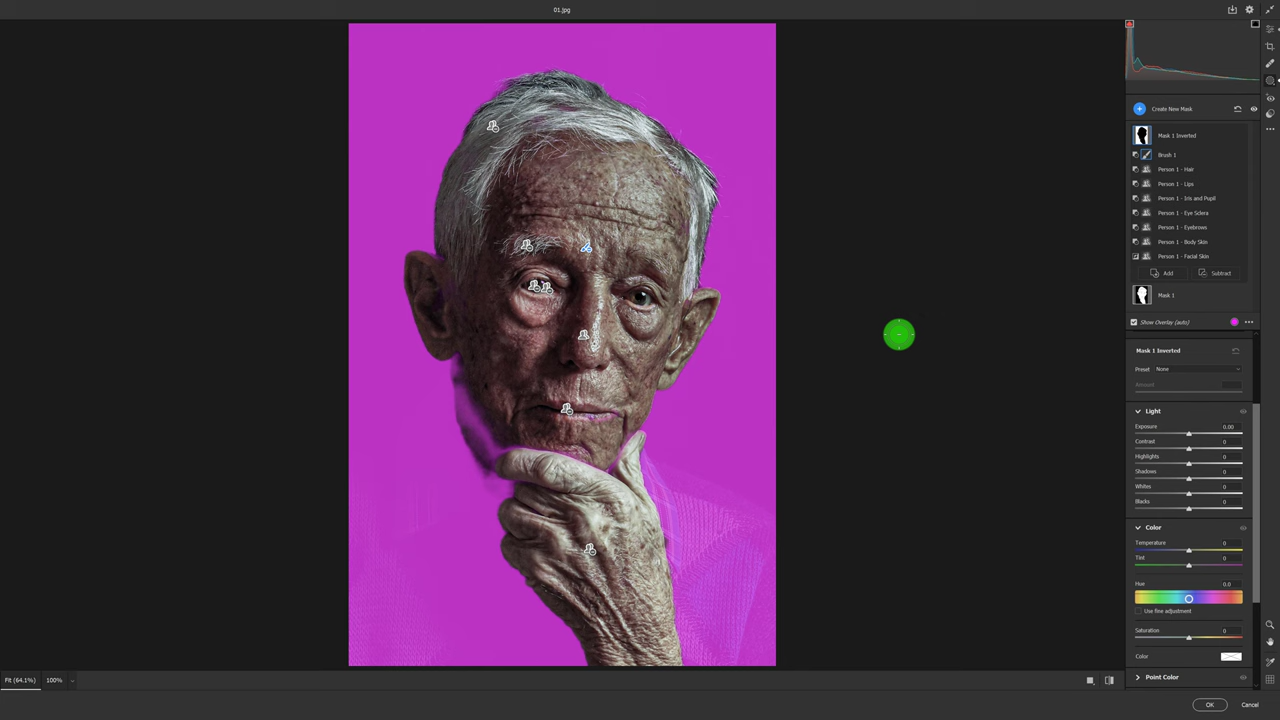 01.jpg
Create New Mask
Mask 1 Inverted
Brush 1
Person 1 - Hair
Person 1 - Lips
Person 1 - Iris and Pupil
Person 1 - Eye Sclera
Person 1 - Eyebrows
Person 1 - Body Skin
Person 1 - Facial Skin
Add Subtract
Mask 1
Show Overlay (auto)
Mask 1 Inverted
Preset None
Amount
Light
Exposure 0.00
Contrast 0
Highlights 0
Shadows 0
Whites 0
Blacks 0
Color
Temperature 0
Tint 0
Hue 0.0
Use fine adjustment
Saturation 0
Color
Point Color
Fit (64.1%) 100%
OK Cancel